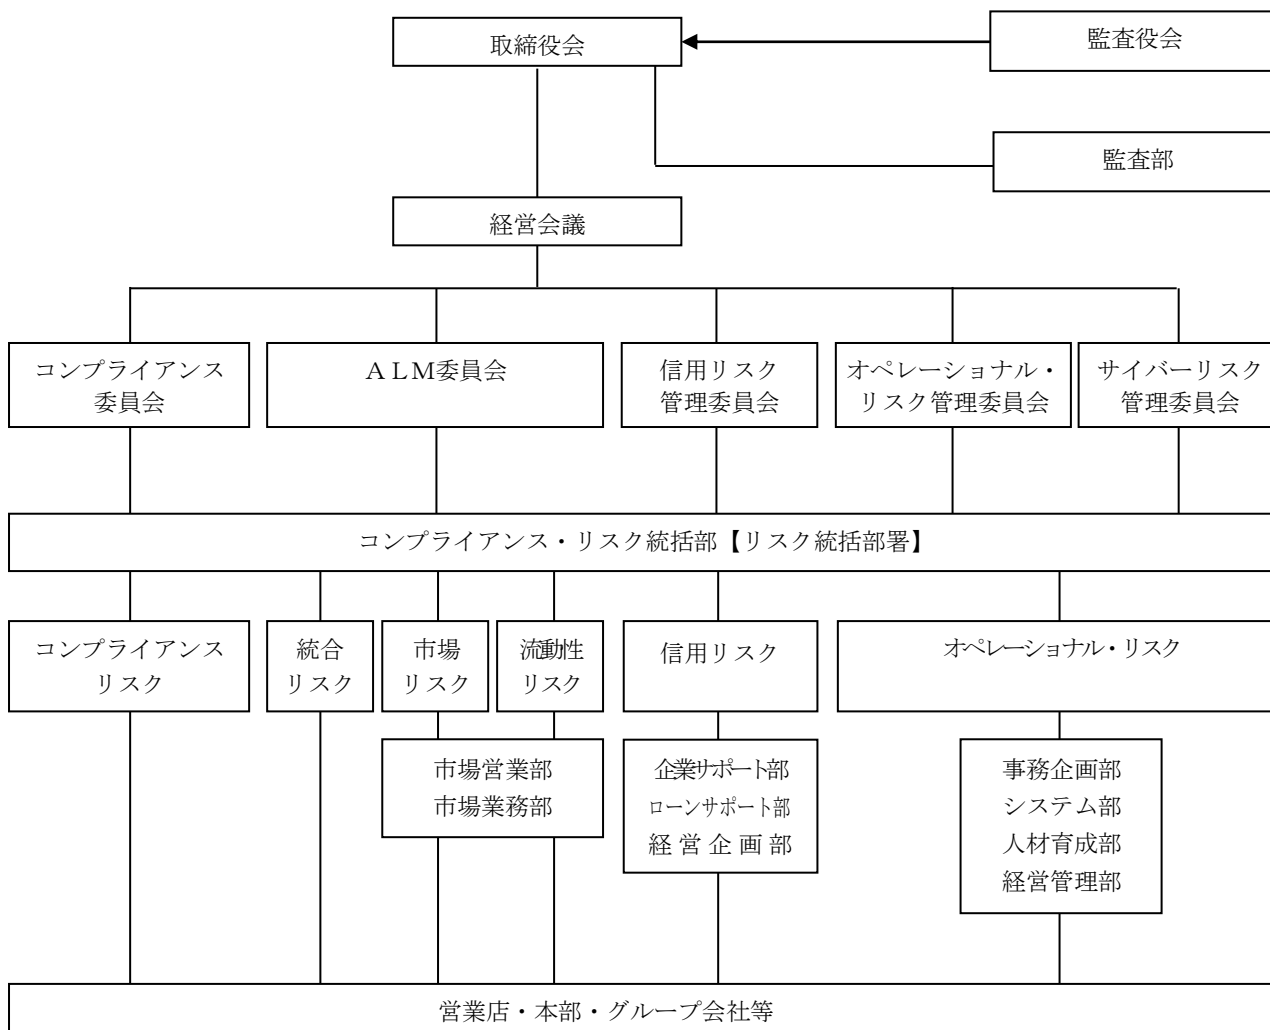 取締役会
監査役会
監査部
経営会議
コンプライアンス
委員会
ＡＬＭ委員会
信用リスク
管理委員会
オペレーショナル・
リスク管理委員会
サイバーリスク
管理委員会
コンプライアンス・リスク統括部【リスク統括部署】
コンプライアンス
リスク
統合
リスク
市場
リスク
流動性
リスク
信用リスク
オペレーショナル・リスク
市場営業部
市場業務部
企業サポート部
ローンサポート部
経営企画部
事務企画部
システム部
人材育成部
経営管理部
営業店・本部・グループ会社等